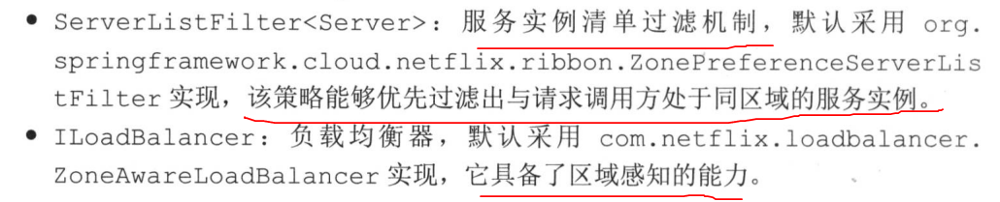 ● ServerListFilter<Server>：服务实例清单过滤机制，默认采用 org.
springframework.cloud.netflix.ribbon.ZonePreferenceServerLis
tFilter 实现，该策略能够优先过滤出与请求调用方处于同区域的服务实例。
● ILoadBalancer：负载均衡器，默认采用 com.netflix.loadbalancer.
ZoneAwareLoadBalancer 实现，它具备了区域感知的能力。